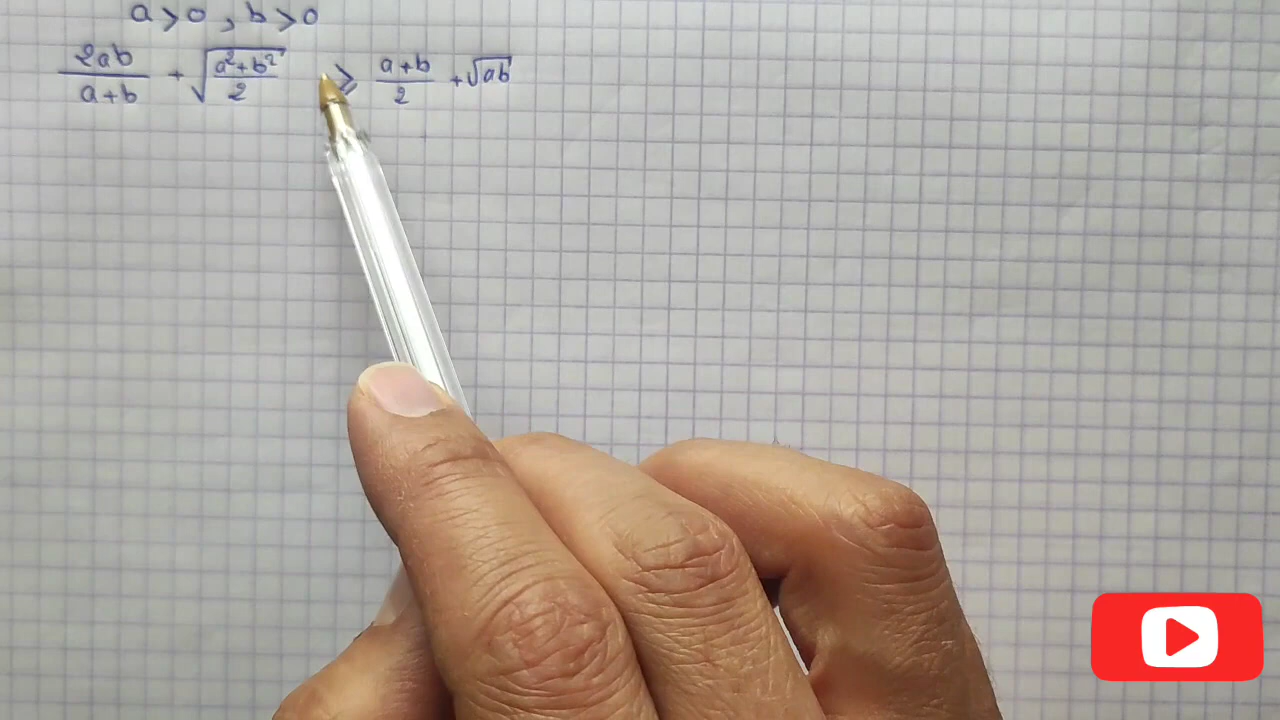 a > 0 , b > 0
2ab/(a+b) + √((a²+b²)/2) ≥ (a+b)/2 + √(ab)